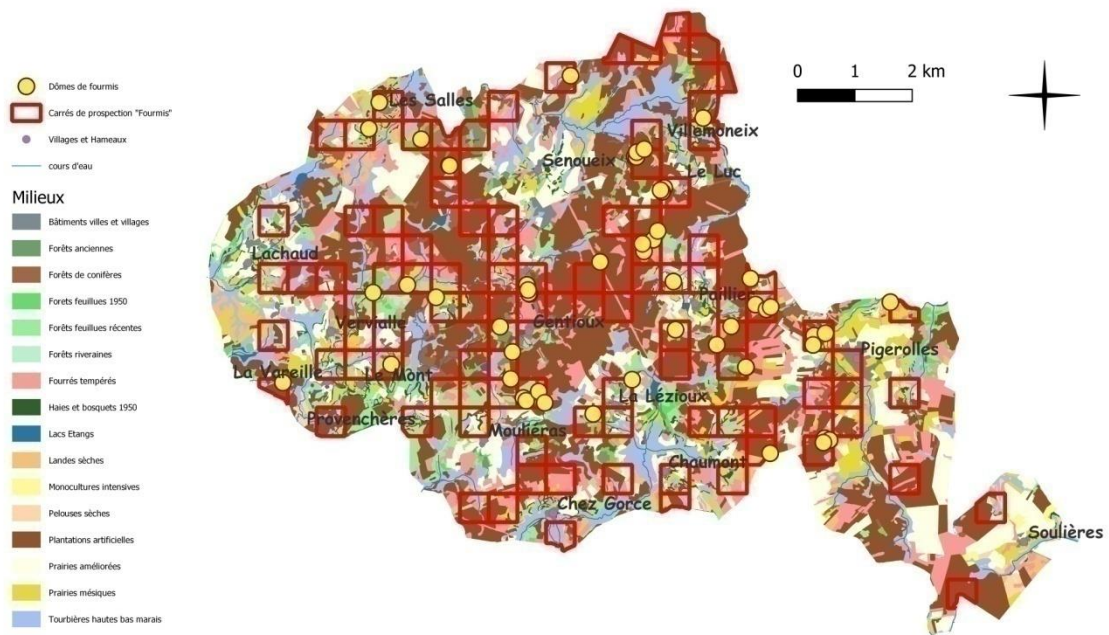 Dômes de fourmis
Carrés de prospection "Fourmis"
Villages et Hameaux
cours d'eau
Milieux
Bâtiments villes et villages
Forêts anciennes
Forêts de conifères
Forets feuillues 1950
Forêts feuillues récentes
Forêts riveraines
Fourrés tempérés
Haies et bosquets 1950
Lacs Etangs
Landes sèches
Monocultures intensives
Pelouses sèches
Plantations artificielles
Prairies améliorées
Prairies mésiques
Tourbières hautes bas marais
0 1 2 km
Les Salles
Villemoneix
Senoueix
Le Luc
Lachaud
Pallier
Vervialle
Gentioux
Pigerolles
La Vareille
Le Mont
La Lézioux
Provenchères
Mouliéras
Chaumont
Chez Gorce
Soulières